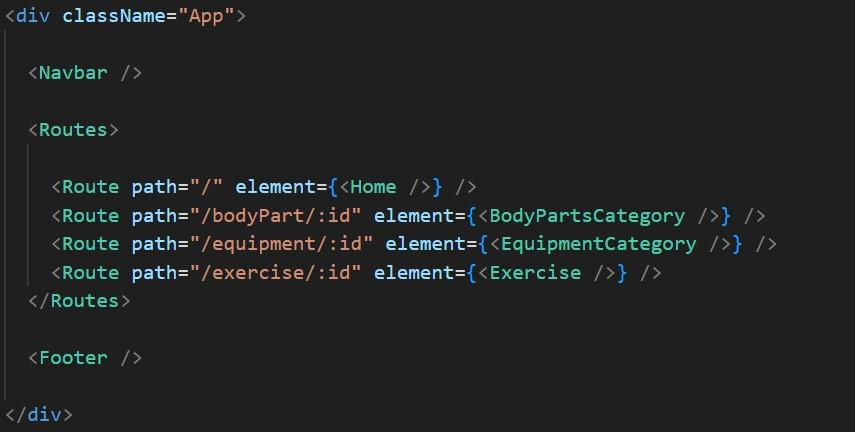 <div className="App">
<Navbar />
<Routes>
<Route path="/" element={<Home />} />
<Route path="/bodyPart/:id" element={<BodyPartsCategory />} />
<Route path="/equipment/:id" element={<EquipmentCategory />} />
<Route path="/exercise/:id" element={<Exercise />} />
</Routes>
<Footer />
</div>